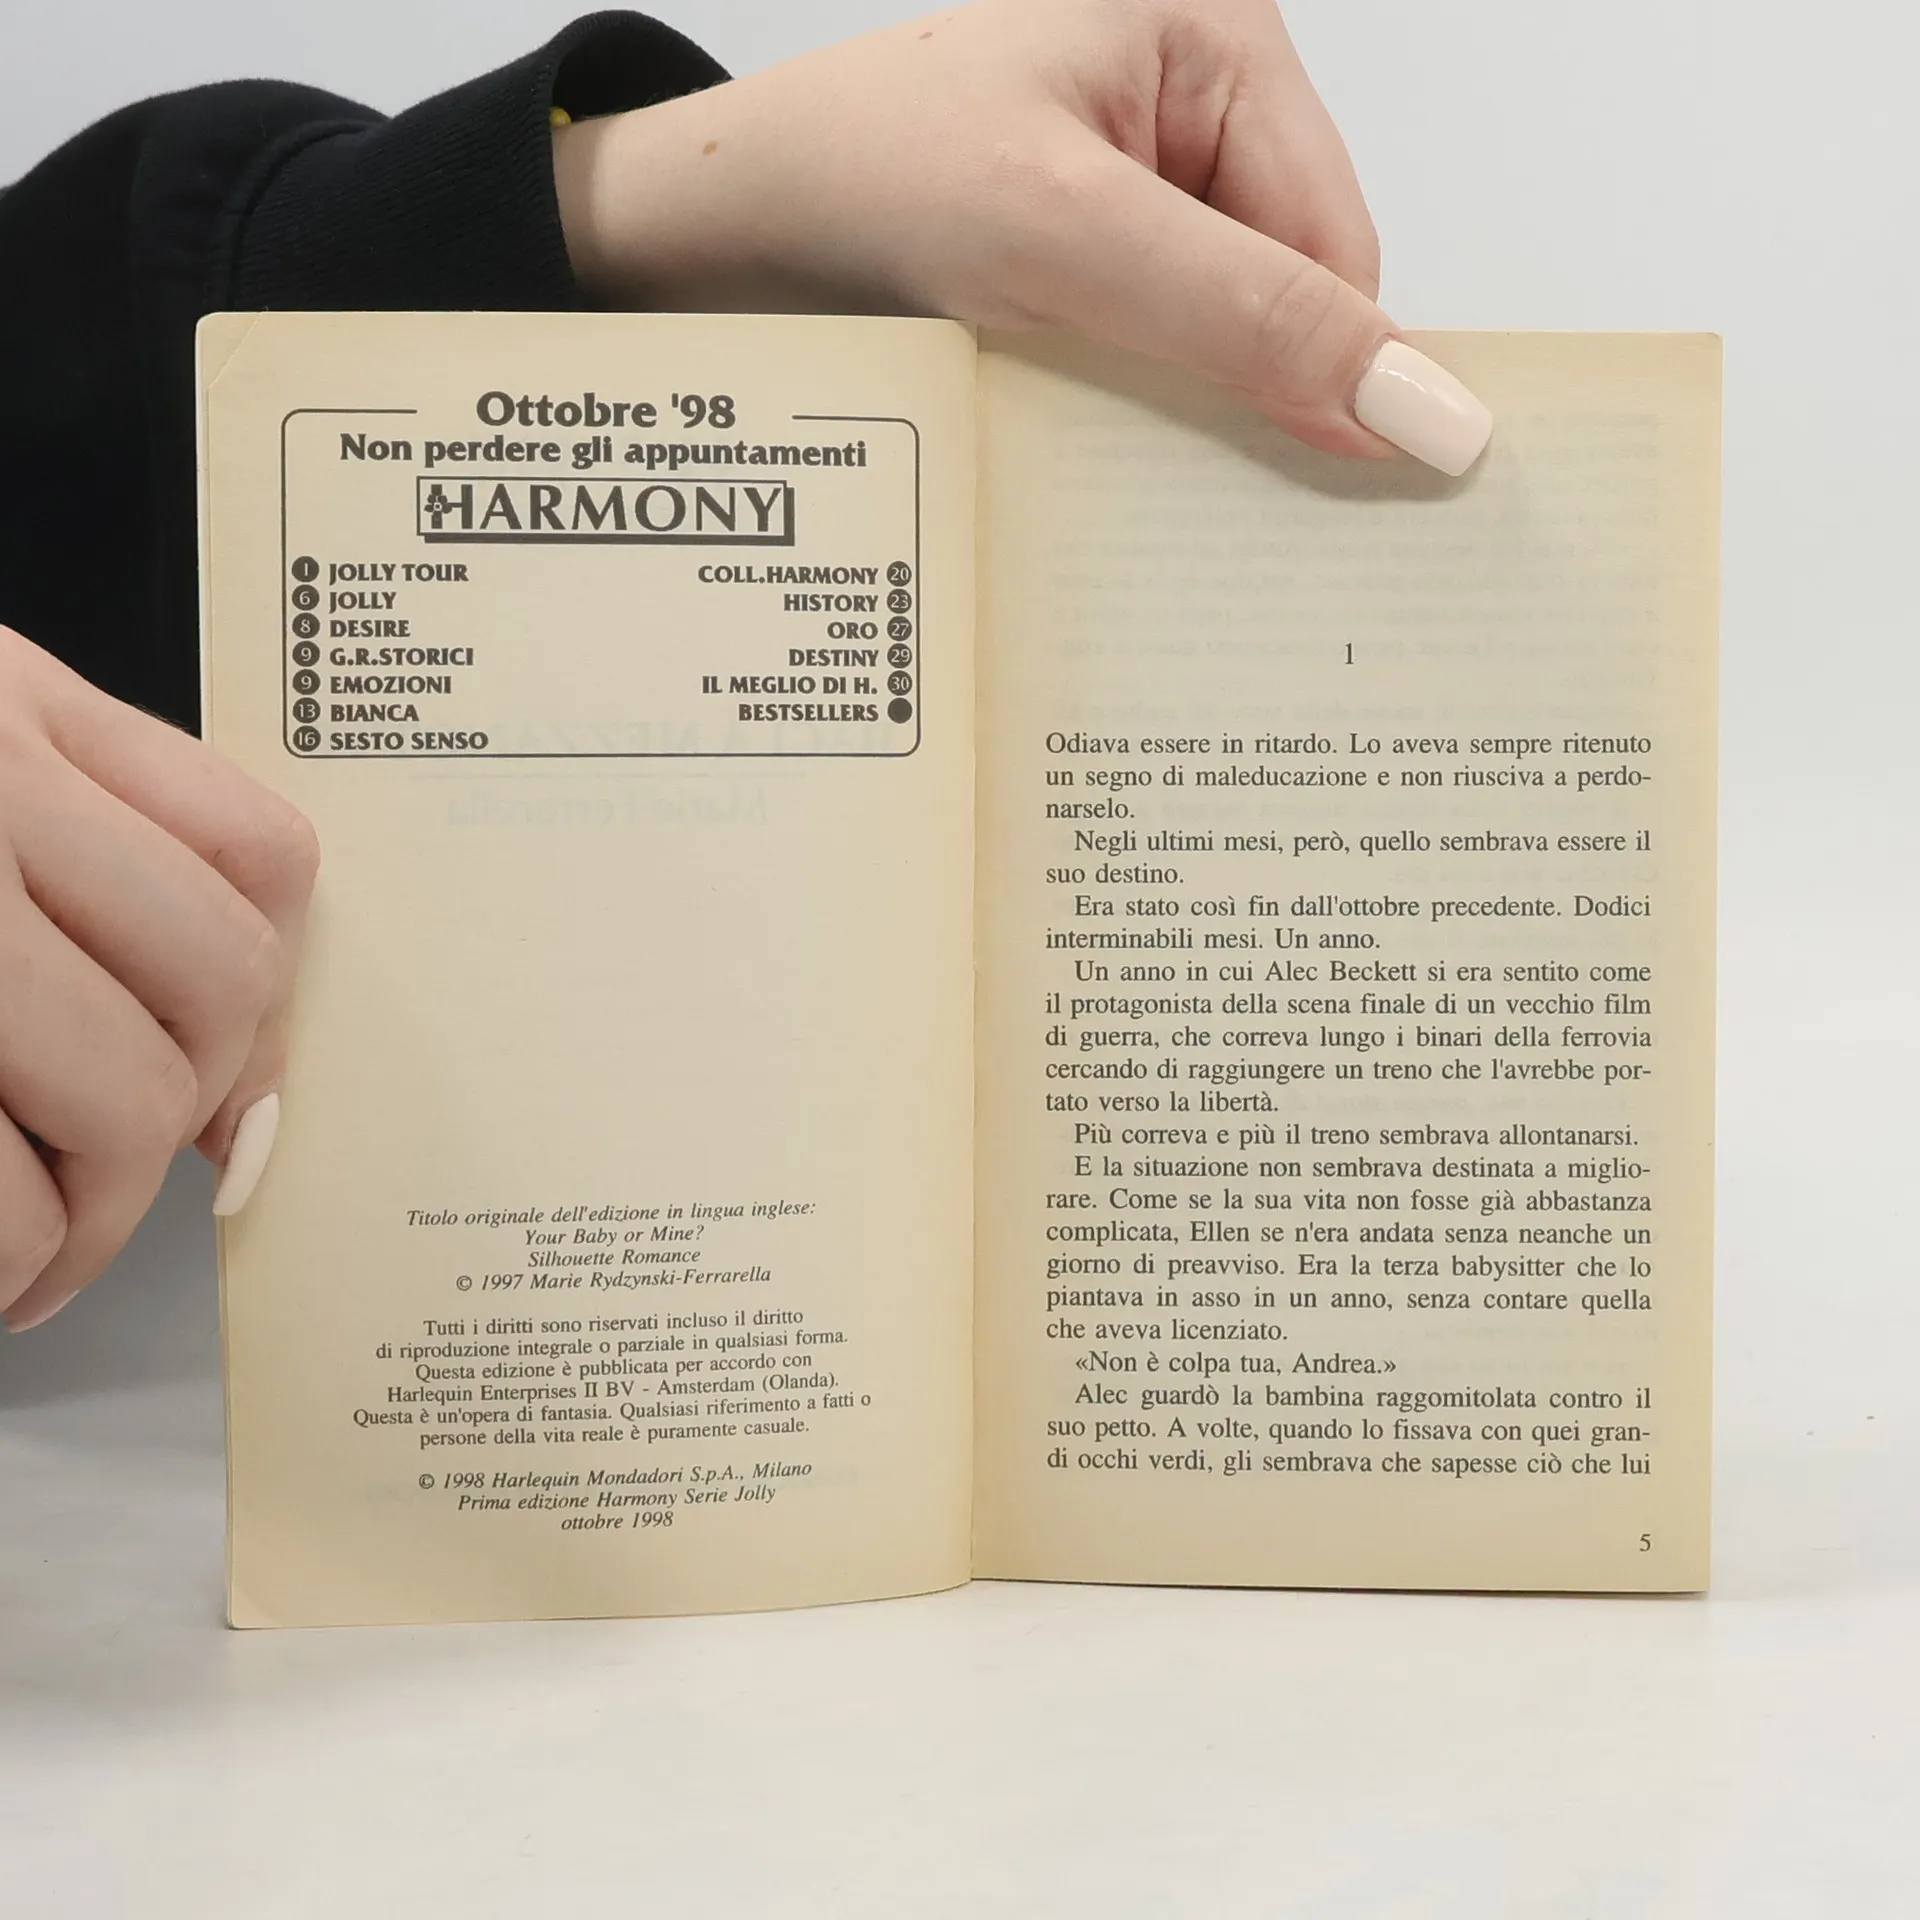 Ottobre '98
Non perdere gli appuntamenti
HARMONY
1 JOLLY TOUR
6 JOLLY
8 DESIRE
9 G.R.STORICI
9 EMOZIONI
13 BIANCA
16 SESTO SENSO
COLL.HARMONY 20
HISTORY 23
ORO 27
DESTINY 29
IL MEGLIO DI H. 30
BESTSELLERS
Titolo originale dell'edizione in lingua inglese:
Your Baby or Mine?
Silhouette Romance
© 1997 Marie Rydzynski-Ferrarella
Tutti i diritti sono riservati incluso il diritto
di riproduzione integrale o parziale in qualsiasi forma.
Questa edizione è pubblicata per accordo con
Harlequin Enterprises II BV - Amsterdam (Olanda).
Questa è un'opera di fantasia. Qualsiasi riferimento a fatti o
persone della vita reale è puramente casuale.
© 1998 Harlequin Mondadori S.p.A., Milano
Prima edizione Harmony Serie Jolly
ottobre 1998
1
Odiava essere in ritardo. Lo aveva sempre ritenuto
un segno di maleducazione e non riusciva a perdo-
narselo.
Negli ultimi mesi, però, quello sembrava essere il
suo destino.
Era stato così fin dall'ottobre precedente. Dodici
interminabili mesi. Un anno.
Un anno in cui Alec Beckett si era sentito come
il protagonista della scena finale di un vecchio film
di guerra, che correva lungo i binari della ferrovia
cercando di raggiungere un treno che l'avrebbe por-
tato verso la libertà.
Più correva e più il treno sembrava allontanarsi.
E la situazione non sembrava destinata a miglio-
rare. Come se la sua vita non fosse già abbastanza
complicata, Ellen se n'era andata senza neanche un
giorno di preavviso. Era la terza babysitter che lo
piantava in asso in un anno, senza contare quella
che aveva licenziato.
«Non è colpa tua, Andrea.»
Alec guardò la bambina raggomitolata contro il
suo petto. A volte, quando lo fissava con quei gran-
di occhi verdi, gli sembrava che sapesse ciò che lui
5